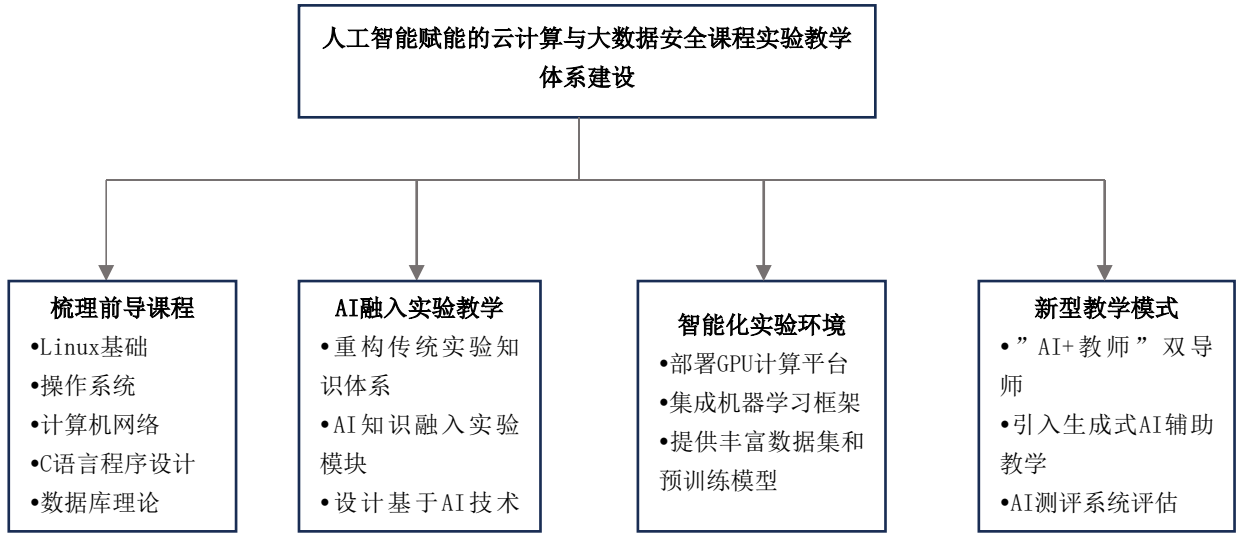 人工智能赋能的云计算与大数据安全课程实验教学
体系建设
梳理前导课程
•Linux基础
•操作系统
•计算机网络
•C语言程序设计
•数据库理论
AI融入实验教学
•重构传统实验知
识体系
•AI知识融入实验
模块
•设计基于AI技术
智能化实验环境
•部署GPU计算平台
•集成机器学习框架
•提供丰富数据集和
预训练模型
新型教学模式
•”AI+教师”双导
师
•引入生成式AI辅助
教学
•AI测评系统评估